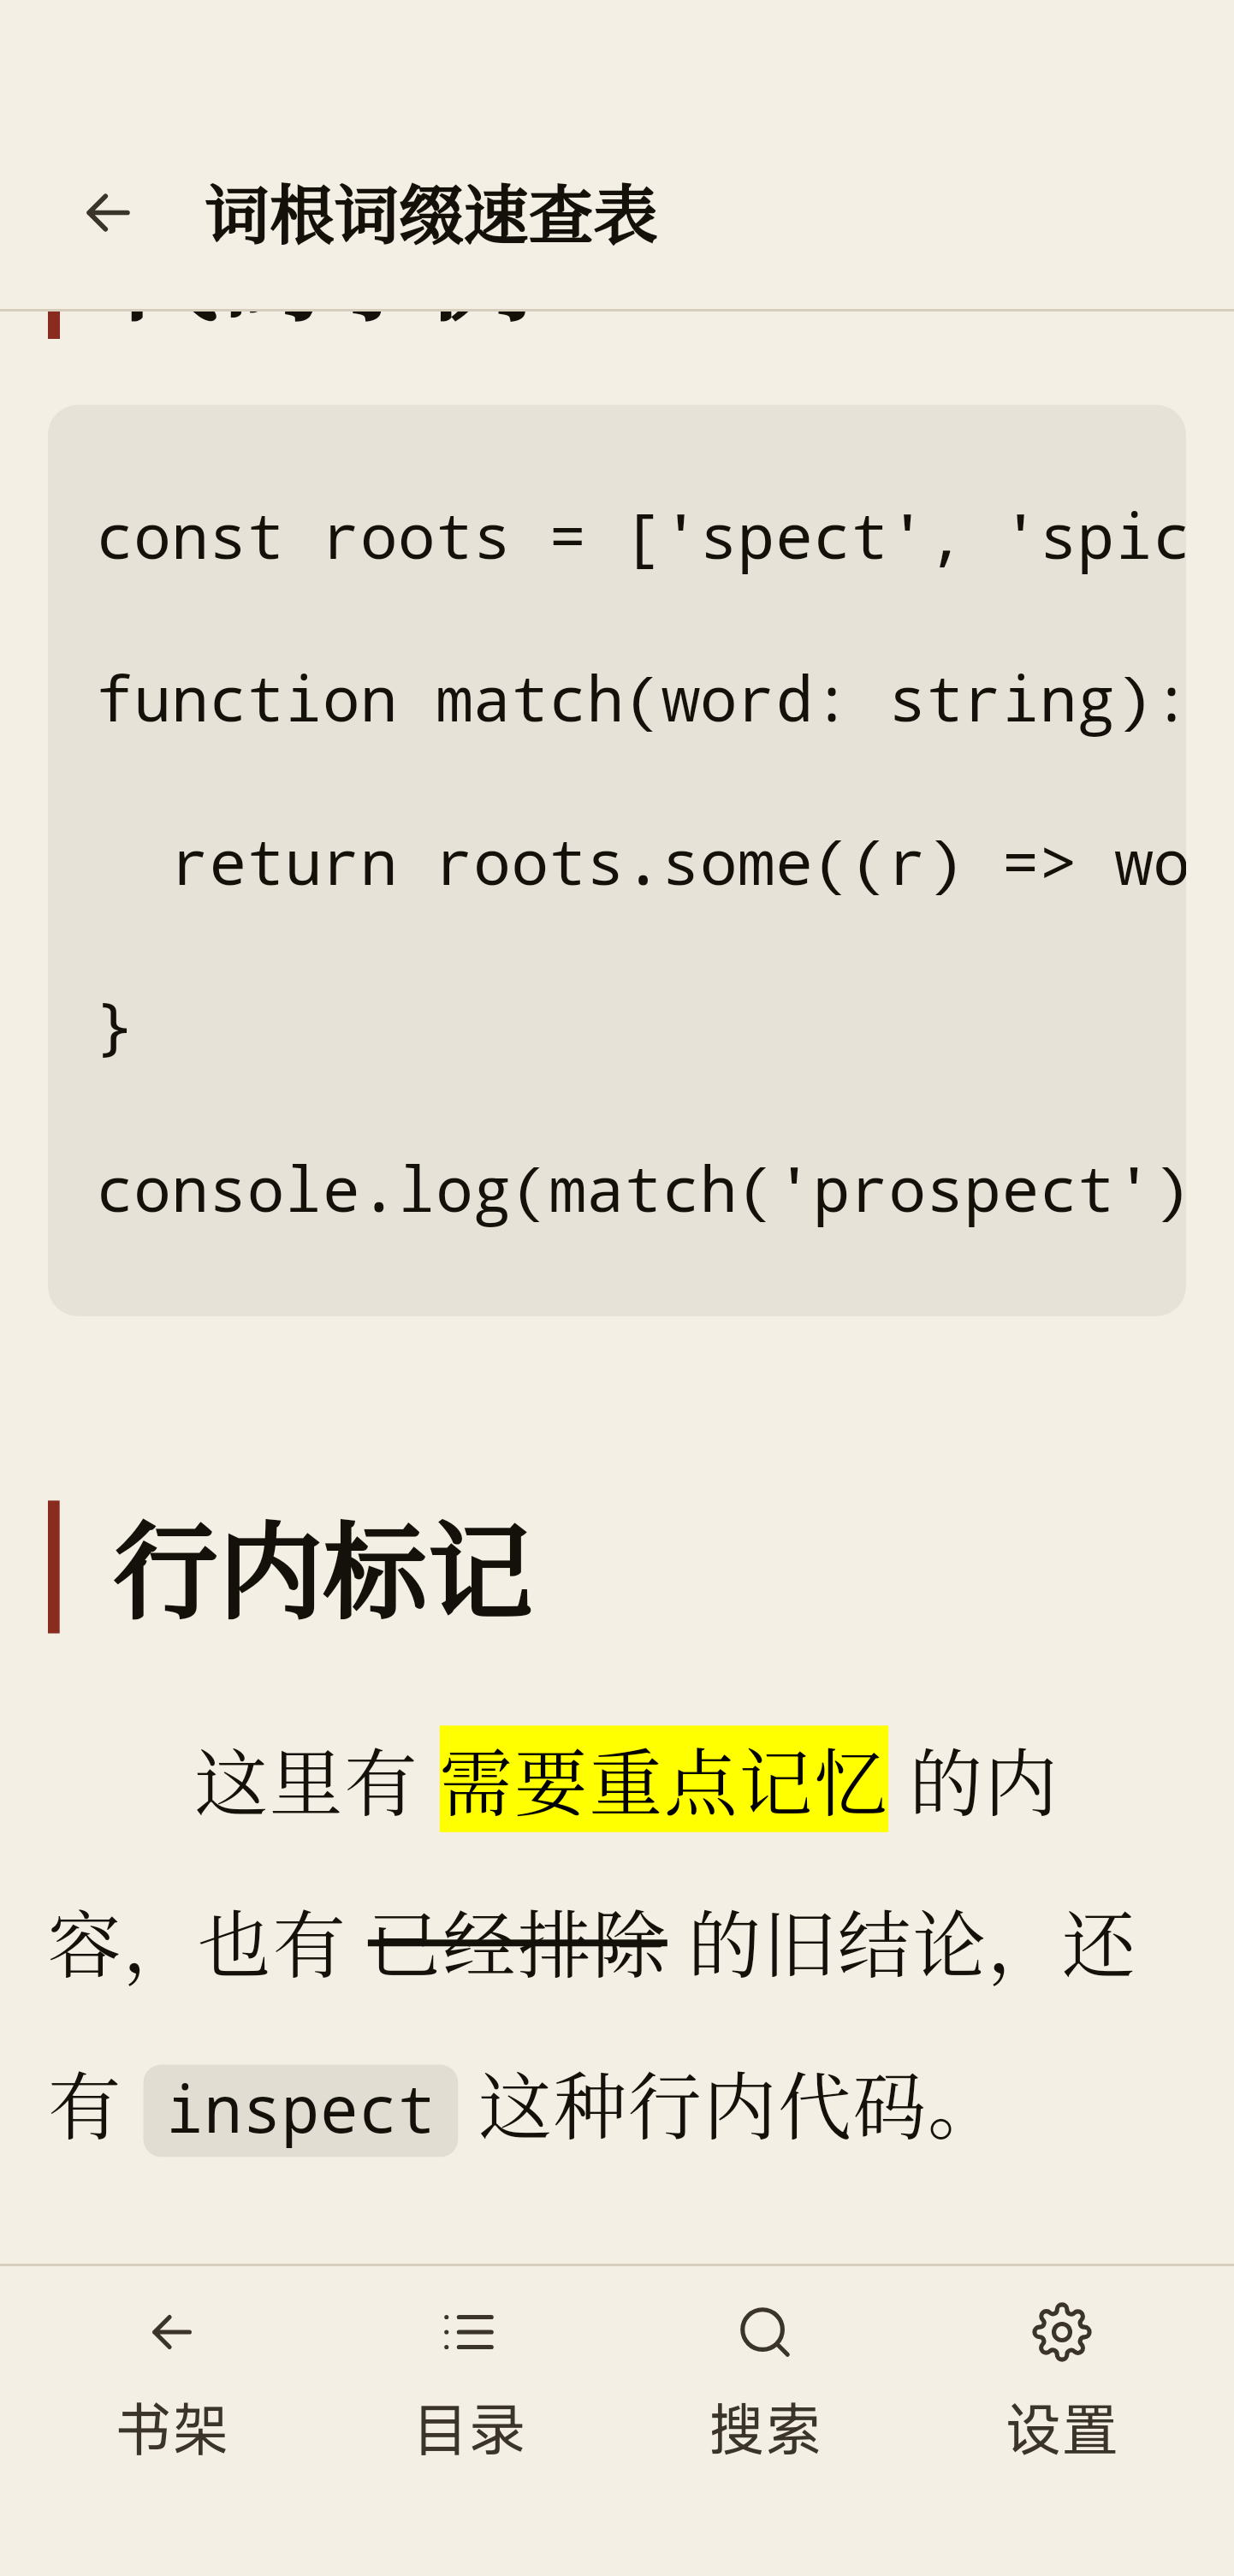 词根词缀速查表
const roots = ['spect', 'spic
function match(word: string):
  return roots.some((r) => wo
}
console.log(match('prospect')
行内标记
这里有 需要重点记忆 的内
容，也有 已经排除 的旧结论，还
有 inspect 这种行内代码。
书架 目录 搜索 设置